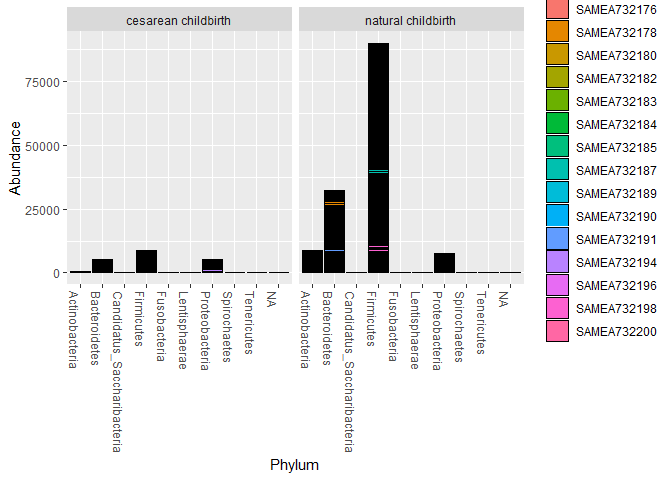 cesarean childbirth
natural childbirth
Abundance
75000
50000
25000
0
Actinobacteria
Bacteroidetes
Candidatus_Saccharibacteria
Firmicutes
Fusobacteria
Lentisphaerae
Proteobacteria
Spirochaetes
Tenericutes
NA
Actinobacteria
Bacteroidetes
Candidatus_Saccharibacteria
Firmicutes
Fusobacteria
Lentisphaerae
Proteobacteria
Spirochaetes
Tenericutes
NA
Phylum
SAMEA732176
SAMEA732178
SAMEA732180
SAMEA732182
SAMEA732183
SAMEA732184
SAMEA732185
SAMEA732187
SAMEA732189
SAMEA732190
SAMEA732191
SAMEA732194
SAMEA732196
SAMEA732198
SAMEA732200